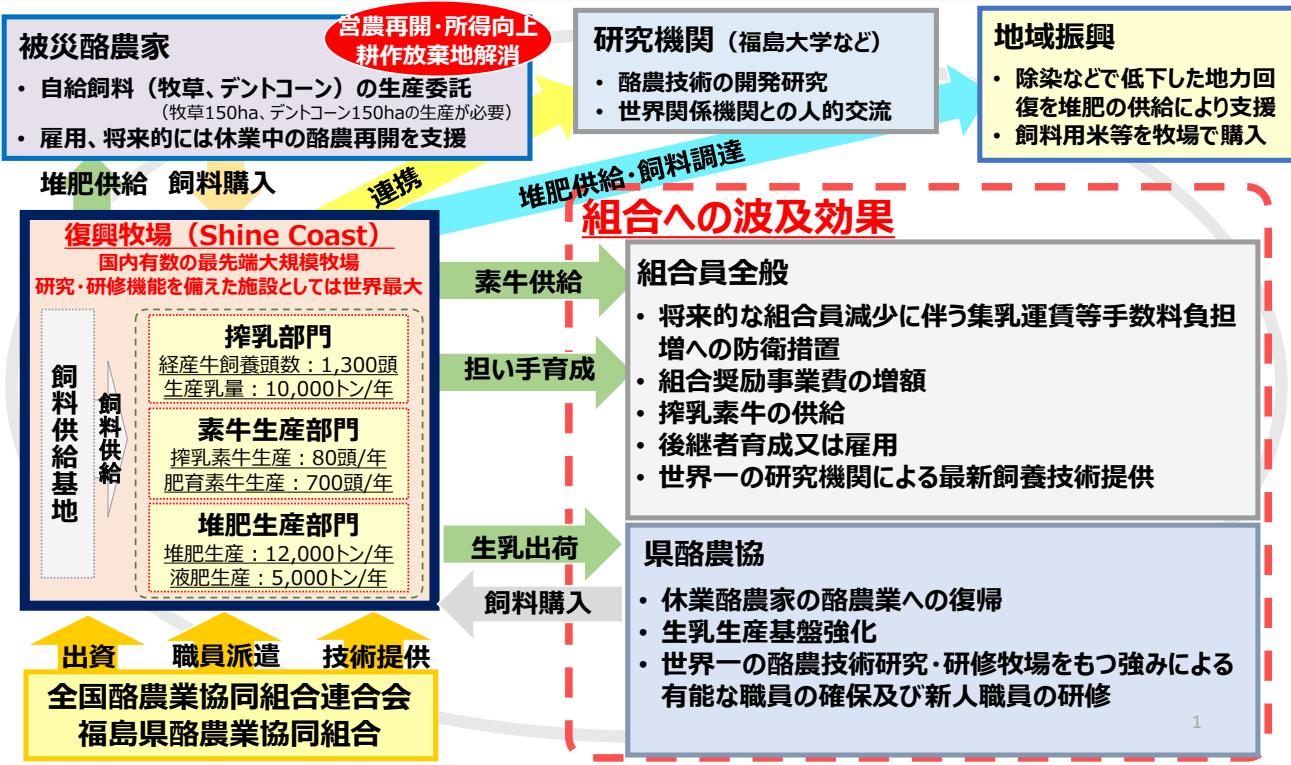 被災酪農家
営農再開・所得向上
耕作放棄地解消
• 自給飼料（牧草、デントコーン）の生産委託
（牧草150ha、デントコーン150haの生産が必要）
• 雇用、将来的には休業中の酪農再開を支援
研究機関（福島大学など）
• 酪農技術の開発研究
• 世界関係機関との人的交流
地域振興
• 除染などで低下した地力回
復を堆肥の供給により支援
• 飼料用米等を牧場で購入
堆肥供給
飼料購入
連携
堆肥供給・飼料調達
復興牧場（Shine Coast）
国内有数の最先端大規模牧場
研究・研修機能を備えた施設としては世界最大
飼料供給基地
飼料供給
搾乳部門
経産牛飼養頭数：1,300頭
生産乳量：10,000トン/年
素牛生産部門
搾乳素牛生産：80頭/年
肥育素牛生産：700頭/年
堆肥生産部門
堆肥生産：12,000トン/年
液肥生産：5,000トン/年
素牛供給
担い手育成
生乳出荷
飼料購入
組合への波及効果
組合員全般
• 将来的な組合員減少に伴う集乳運賃等手数料負担
増への防衛措置
• 組合奨励事業費の増額
• 搾乳素牛の供給
• 後継者育成又は雇用
• 世界一の研究機関による最新飼養技術提供
県酪農協
• 休業酪農家の酪農業への復帰
• 生乳生産基盤強化
• 世界一の酪農技術研究・研修牧場をもつ強みによる
有能な職員の確保及び新人職員の研修
出資
職員派遣
技術提供
全国酪農業協同組合連合会
福島県酪農業協同組合
1